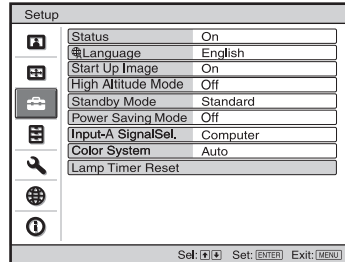 Setup
Status On
Language English
Start Up Image On
High Altitude Mode Off
Standby Mode Standard
Power Saving Mode Off
Input-A SignalSel. Computer
Color System Auto
Lamp Timer Reset
Sel: Set: ENTER Exit: MENU